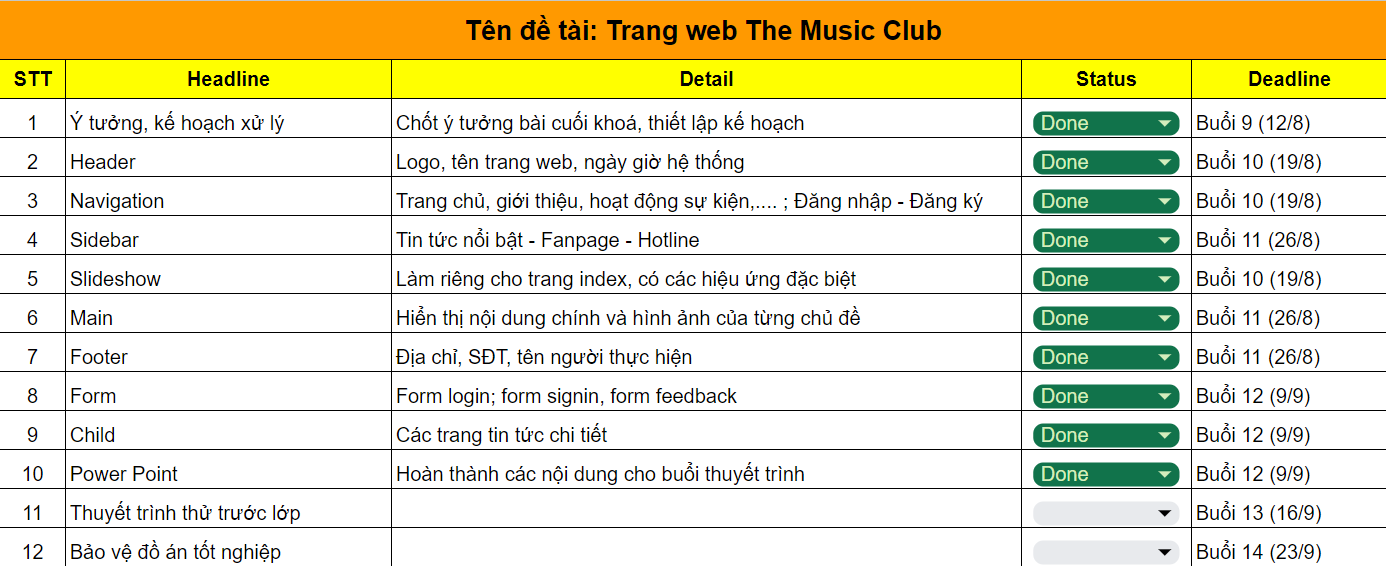 Tên đề tài: Trang web The Music Club
STT Headline Detail Status Deadline
1 Ý tưởng, kế hoạch xử lý Chốt ý tưởng bài cuối khoá, thiết lập kế hoạch Done Buổi 9 (12/8)
2 Header Logo, tên trang web, ngày giờ hệ thống Done Buổi 10 (19/8)
3 Navigation Trang chủ, giới thiệu, hoạt động sự kiện,.... ; Đăng nhập - Đăng ký Done Buổi 10 (19/8)
4 Sidebar Tin tức nổi bật - Fanpage - Hotline Done Buổi 11 (26/8)
5 Slideshow Làm riêng cho trang index, có các hiệu ứng đặc biệt Done Buổi 10 (19/8)
6 Main Hiển thị nội dung chính và hình ảnh của từng chủ đề Done Buổi 11 (26/8)
7 Footer Địa chỉ, SĐT, tên người thực hiện Done Buổi 11 (26/8)
8 Form Form login; form signin, form feedback Done Buổi 12 (9/9)
9 Child Các trang tin tức chi tiết Done Buổi 12 (9/9)
10 Power Point Hoàn thành các nội dung cho buổi thuyết trình Done Buổi 12 (9/9)
11 Thuyết trình thử trước lớp Buổi 13 (16/9)
12 Bảo vệ đồ án tốt nghiệp Buổi 14 (23/9)